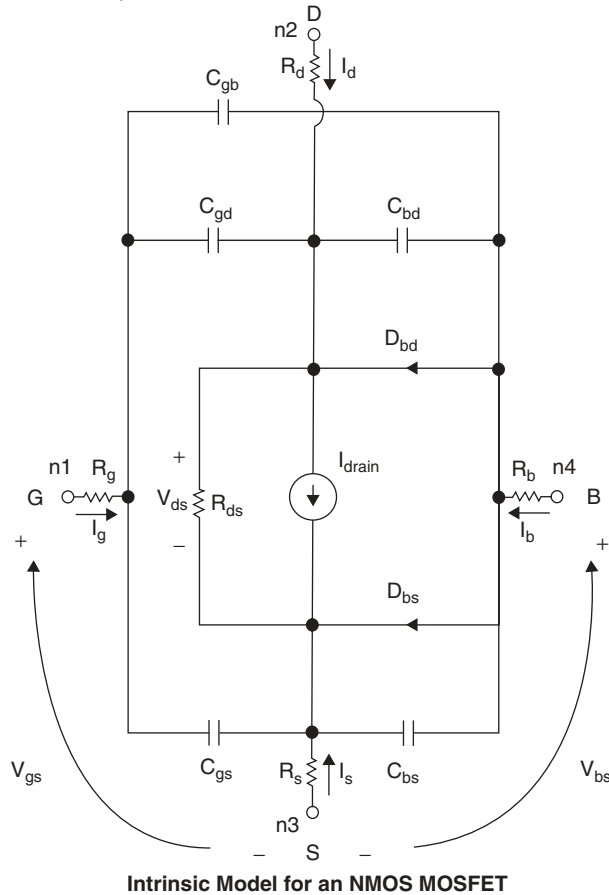 D
n2
R_d I_d
C_gb
C_gd C_bd
D_bd
I_drain
+
n1 R_g R_b n4
G V_ds R_ds B
I_g I_b
+ − +
D_bs
V_gs C_gs R_s I_s C_bs V_bs
n3
− S −
Intrinsic Model for an NMOS MOSFET